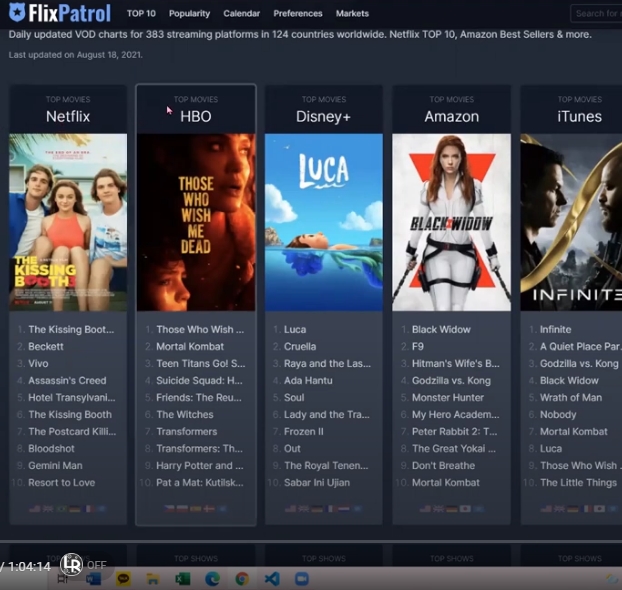 FlixPatrol TOP 10 Popularity Calendar Preferences Markets Search for
Daily updated VOD charts for 383 streaming platforms in 124 countries worldwide. Netflix TOP 10, Amazon Best Sellers & more.
Last updated on August 18, 2021.
TOP MOVIES
Netflix
THE KISSING BOOTH 3
1. The Kissing Boot...
2. Beckett
3. Vivo
4. Assassin's Creed
5. Hotel Transylvani...
6. The Kissing Booth
7. The Postcard Killi...
8. Bloodshot
9. Gemini Man
10. Resort to Love
TOP MOVIES
HBO
THOSE
WHO
WISH
ME
DEAD
1. Those Who Wish ...
2. Mortal Kombat
3. Teen Titans Go! S...
4. Suicide Squad: H...
5. Friends: The Reu...
6. The Witches
7. Transformers
8. Transformers: Th...
9. Harry Potter and ...
10. Pat a Mat: Kutilsk...
TOP MOVIES
Disney+
LUCA
1. Luca
2. Cruella
3. Raya and the Las...
4. Ada Hantu
5. Soul
6. Lady and the Tra...
7. Frozen II
8. Out
9. The Royal Tenen...
10. Sabar Ini Ujian
TOP MOVIES
Amazon
BLACK WIDOW
1. Black Widow
2. F9
3. Hitman's Wife's B...
4. Godzilla vs. Kong
5. Monster Hunter
6. My Hero Academ...
7. Peter Rabbit 2: T...
8. The Great Yokai ...
9. Don't Breathe
10. Mortal Kombat
TOP MOVIES
iTunes
INFINITE
1. Infinite
2. A Quiet Place Par
3. Godzilla vs. Kong
4. Black Widow
5. Wrath of Man
6. Nobody
7. Mortal Kombat
8. Luca
9. Those Who Wish
10. The Little Things
TOP SHOWS TOP SHOWS TOP SHOWS TOP SHOWS TOP SHOWS
/ 1:04:14 LR OFF